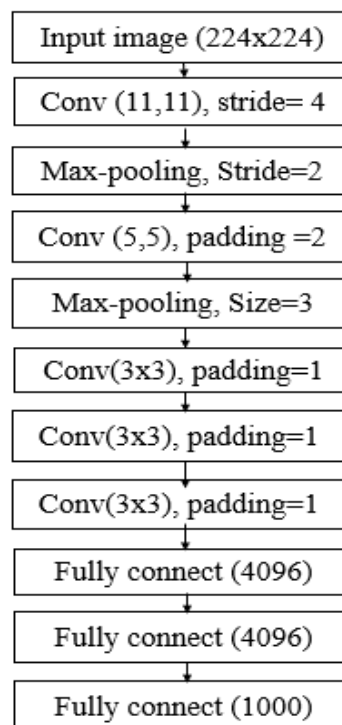 Input image (224x224)
Conv (11,11), stride= 4
Max-pooling, Stride=2
Conv (5,5), padding =2
Max-pooling, Size=3
Conv(3x3), padding=1
Conv(3x3), padding=1
Conv(3x3), padding=1
Fully connect (4096)
Fully connect (4096)
Fully connect (1000)